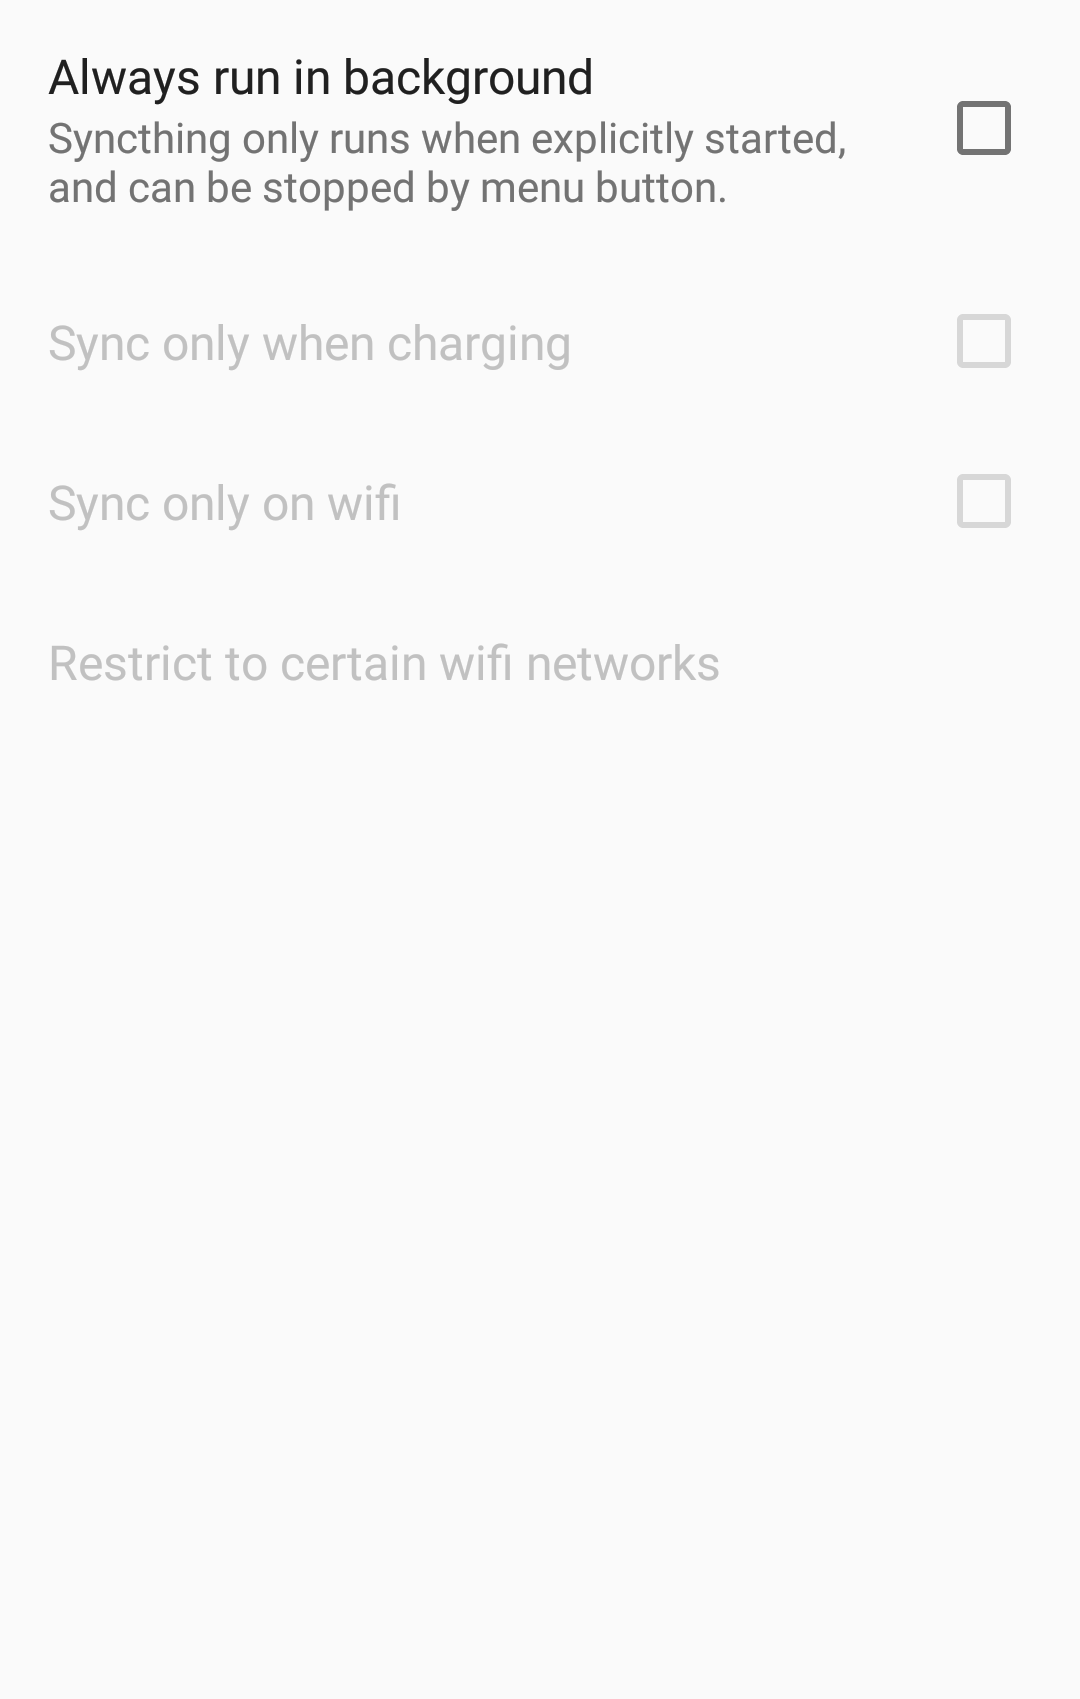 Always run in background
Syncthing only runs when explicitly started,
and can be stopped by menu button.
Sync only when charging
Sync only on wifi
Restrict to certain wifi networks